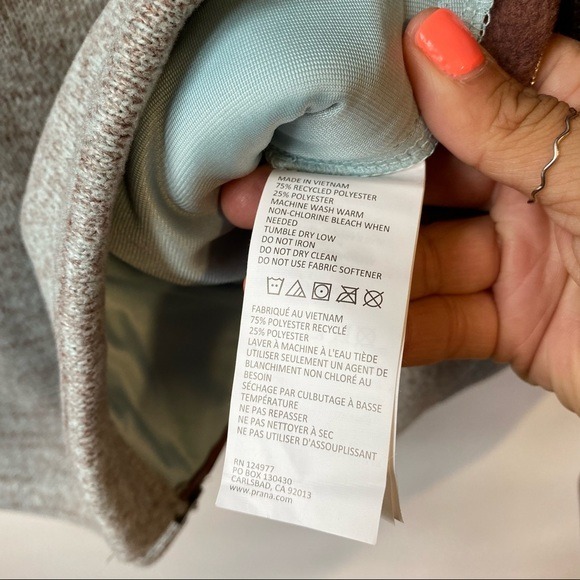 MADE IN VIETNAM
75% RECYCLED POLYESTER
25% POLYESTER
MACHINE WASH WARM
NON-CHLORINE BLEACH WHEN
NEEDED
TUMBLE DRY LOW
DO NOT IRON
DO NOT DRY CLEAN
DO NOT USE FABRIC SOFTENER
FABRIQUÉ AU VIETNAM
75% POLYESTER RECYCLÉ
25% POLYESTER
LAVER À MACHINE À L'EAU TIÈDE
UTILISER SEULEMENT UN AGENT DE
BLANCHIMENT NON CHLORÉ AU
BESOIN
SÉCHAGE PAR CULBUTAGE À BASSE
TEMPÉRATURE
NE PAS REPASSER
NE PAS NETTOYER À SEC
NE PAS UTILISER D'ASSOUPLISSANT
RN 124977
PO BOX 130430
CARLSBAD, CA 92013
www.prana.com